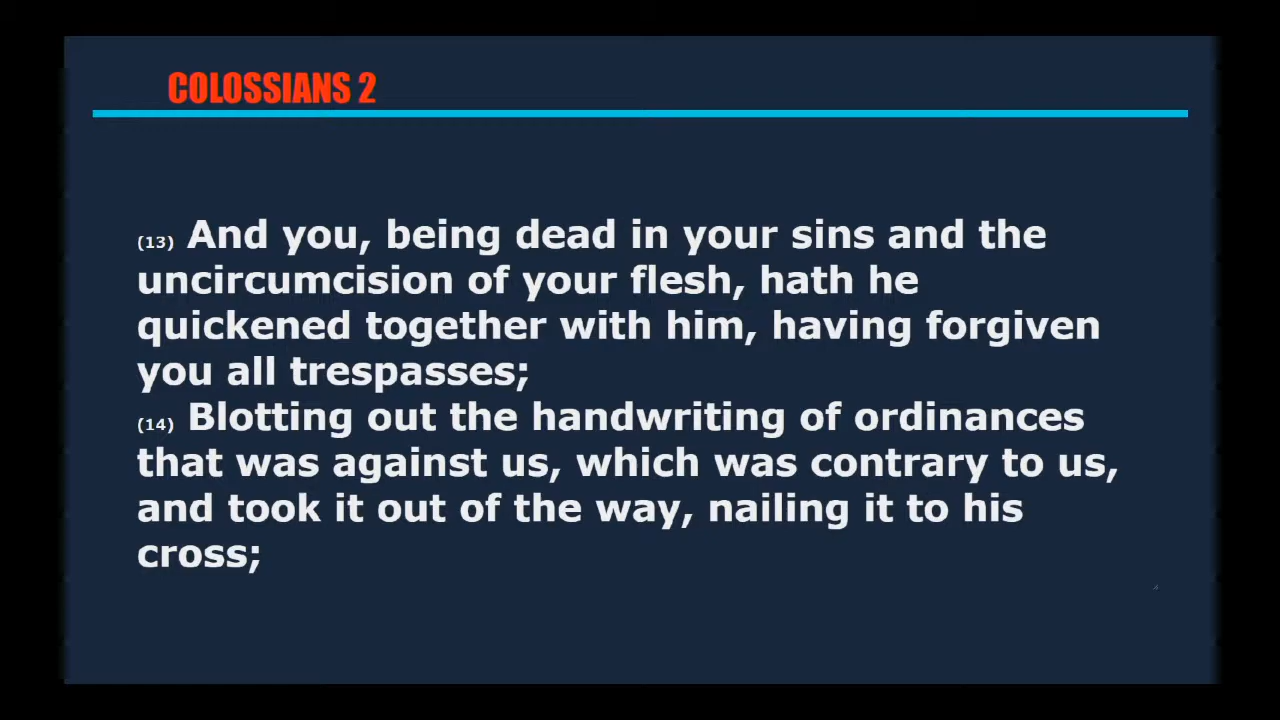 COLOSSIANS 2
(13) And you, being dead in your sins and the
uncircumcision of your flesh, hath he
quickened together with him, having forgiven
you all trespasses;
(14) Blotting out the handwriting of ordinances
that was against us, which was contrary to us,
and took it out of the way, nailing it to his
cross;